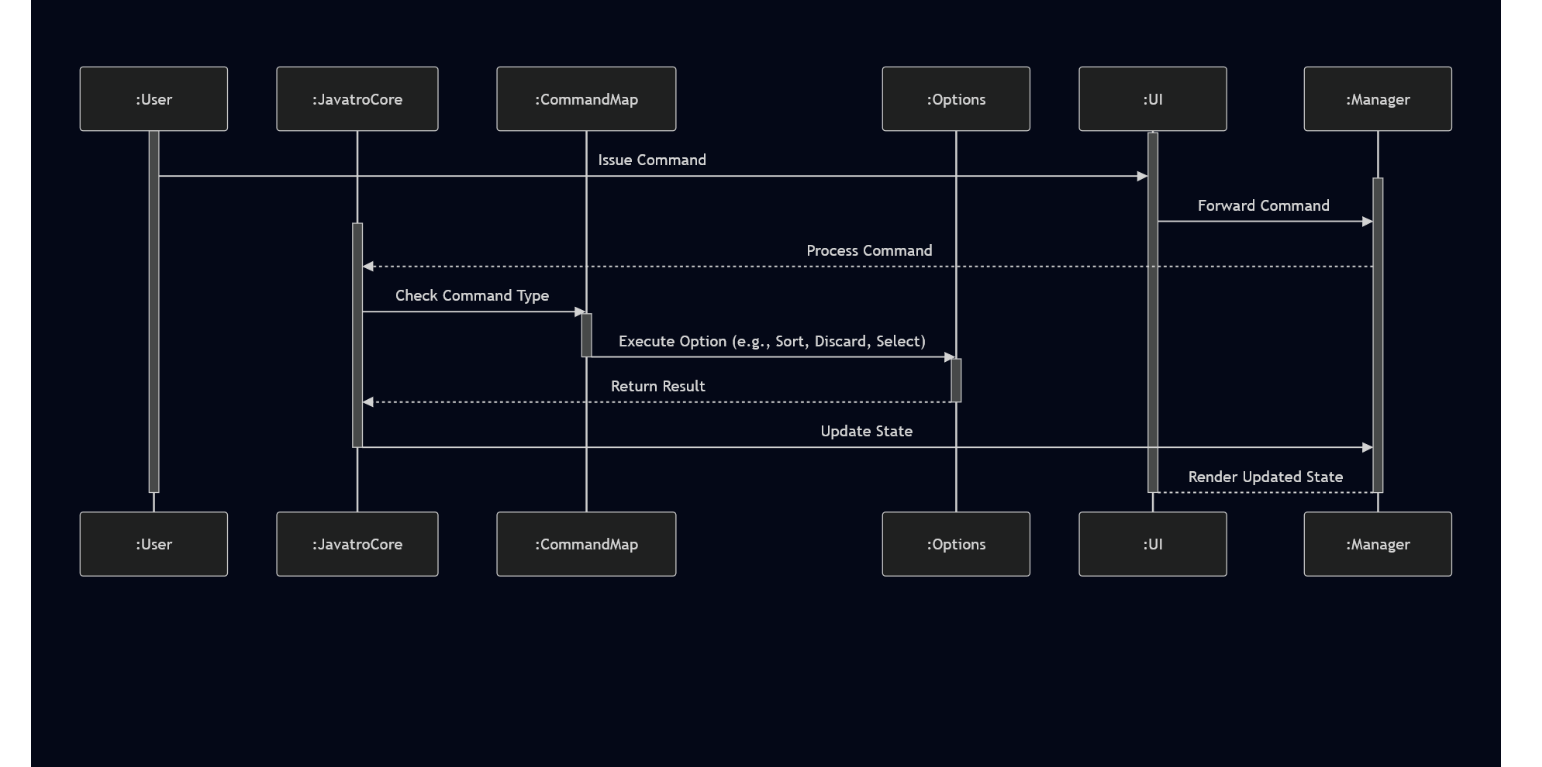 :User
:JavatroCore
:CommandMap
:Options
:UI
:Manager
Issue Command
Forward Command
Process Command
Check Command Type
Execute Option (e.g., Sort, Discard, Select)
Return Result
Update State
Render Updated State
:User
:JavatroCore
:CommandMap
:Options
:UI
:Manager